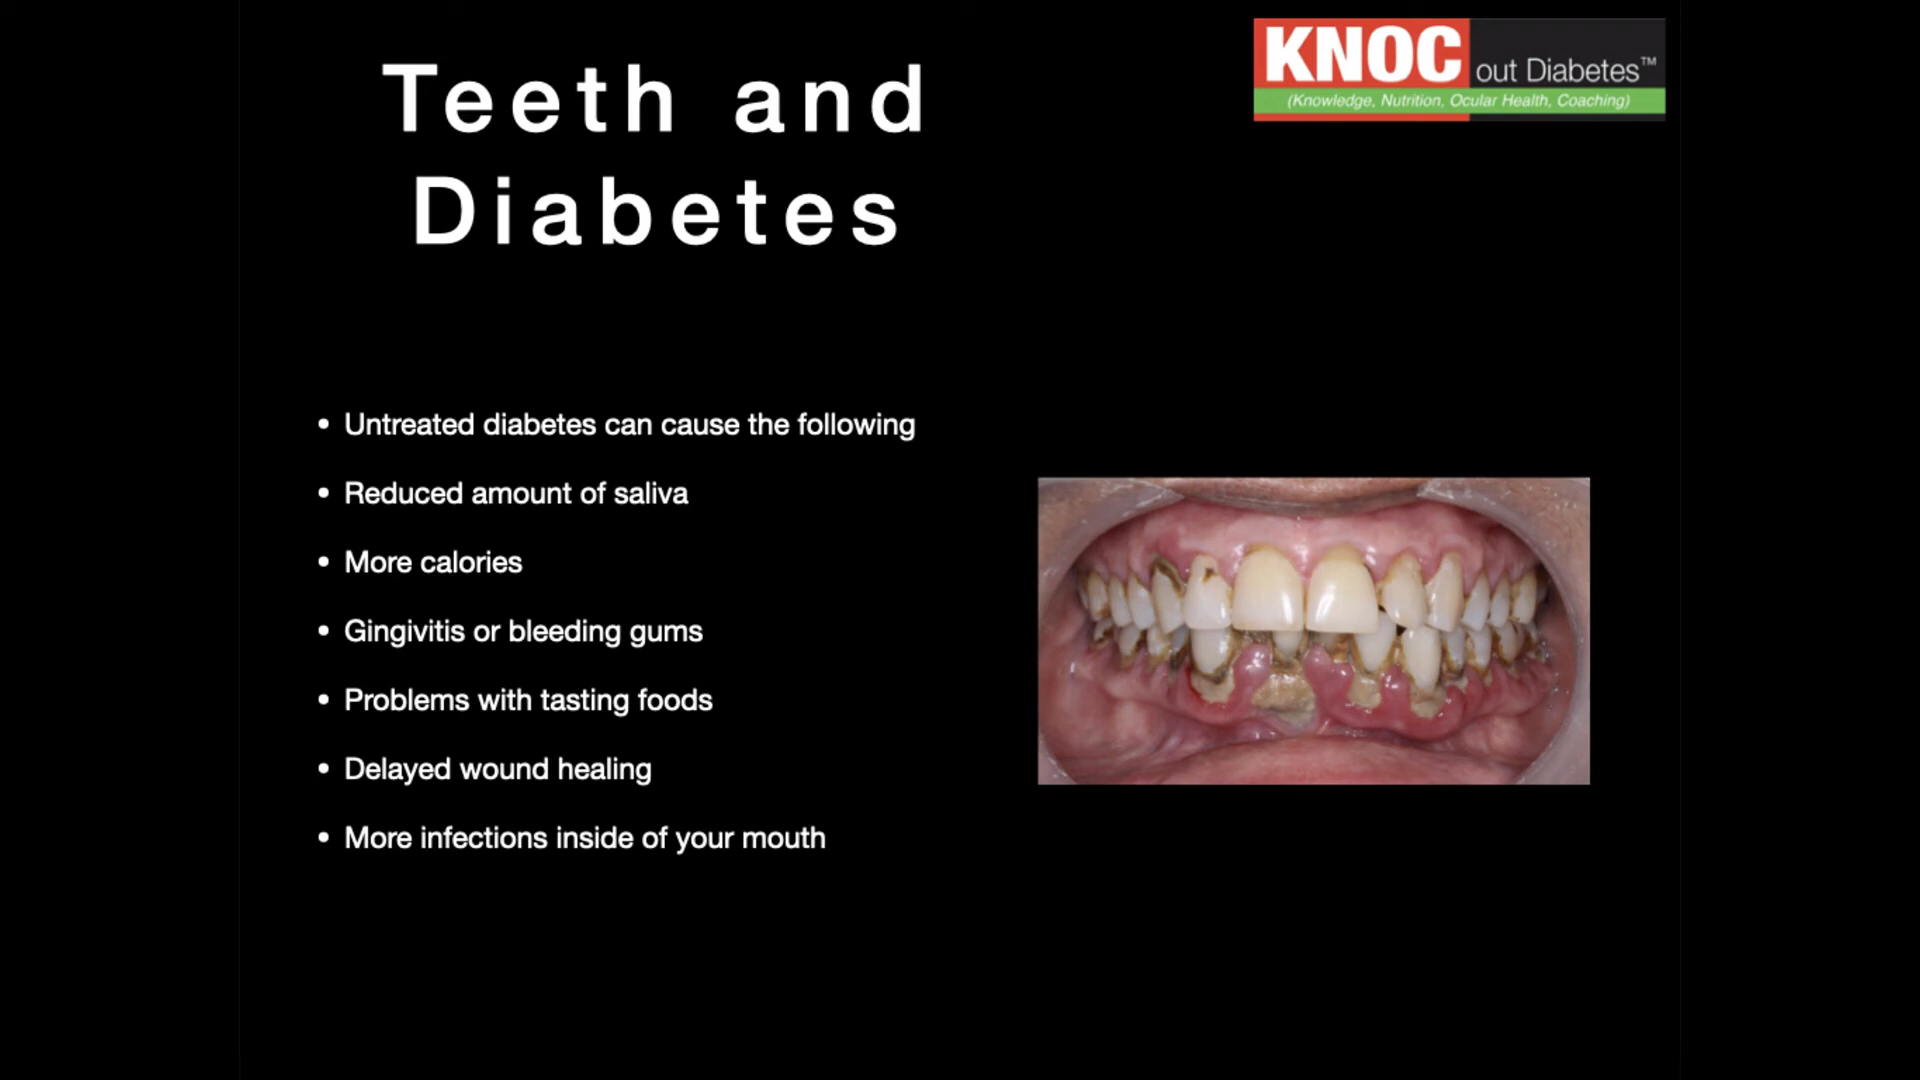 Teeth and
Diabetes
KNOC out Diabetes™
(Knowledge, Nutrition, Ocular Health, Coaching)
• Untreated diabetes can cause the following
• Reduced amount of saliva
• More calories
• Gingivitis or bleeding gums
• Problems with tasting foods
• Delayed wound healing
• More infections inside of your mouth